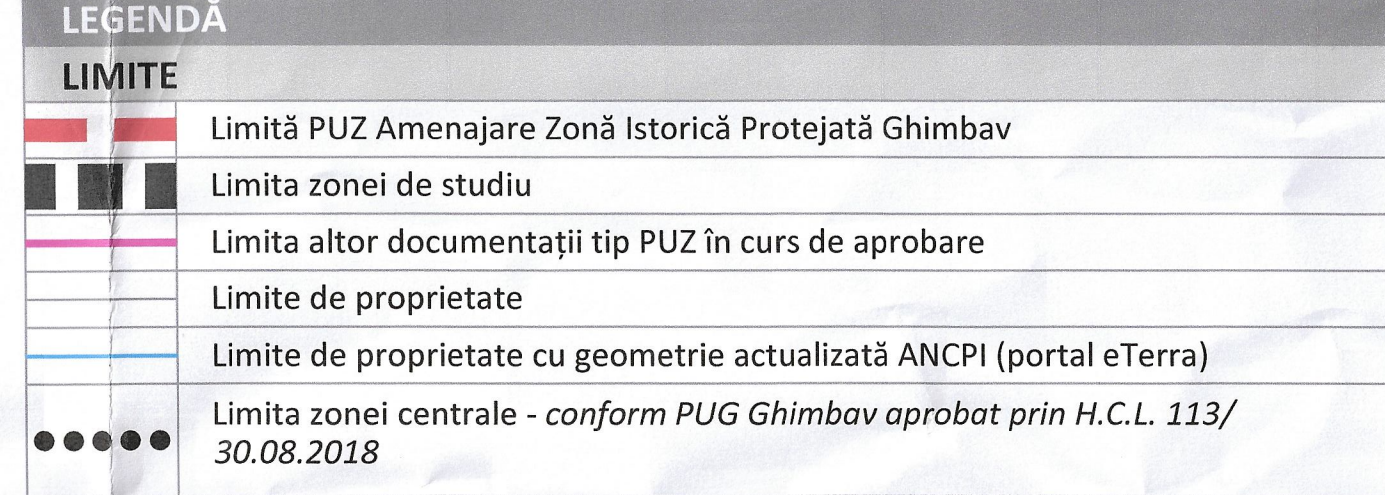 LEGENDĂ
LIMITE
Limită PUZ Amenajare Zonă Istorică Protejată Ghimbav
Limita zonei de studiu
Limita altor documentații tip PUZ în curs de aprobare
Limite de proprietate
Limite de proprietate cu geometrie actualizată ANCPI (portal eTerra)
Limita zonei centrale - conform PUG Ghimbav aprobat prin H.C.L. 113/
30.08.2018